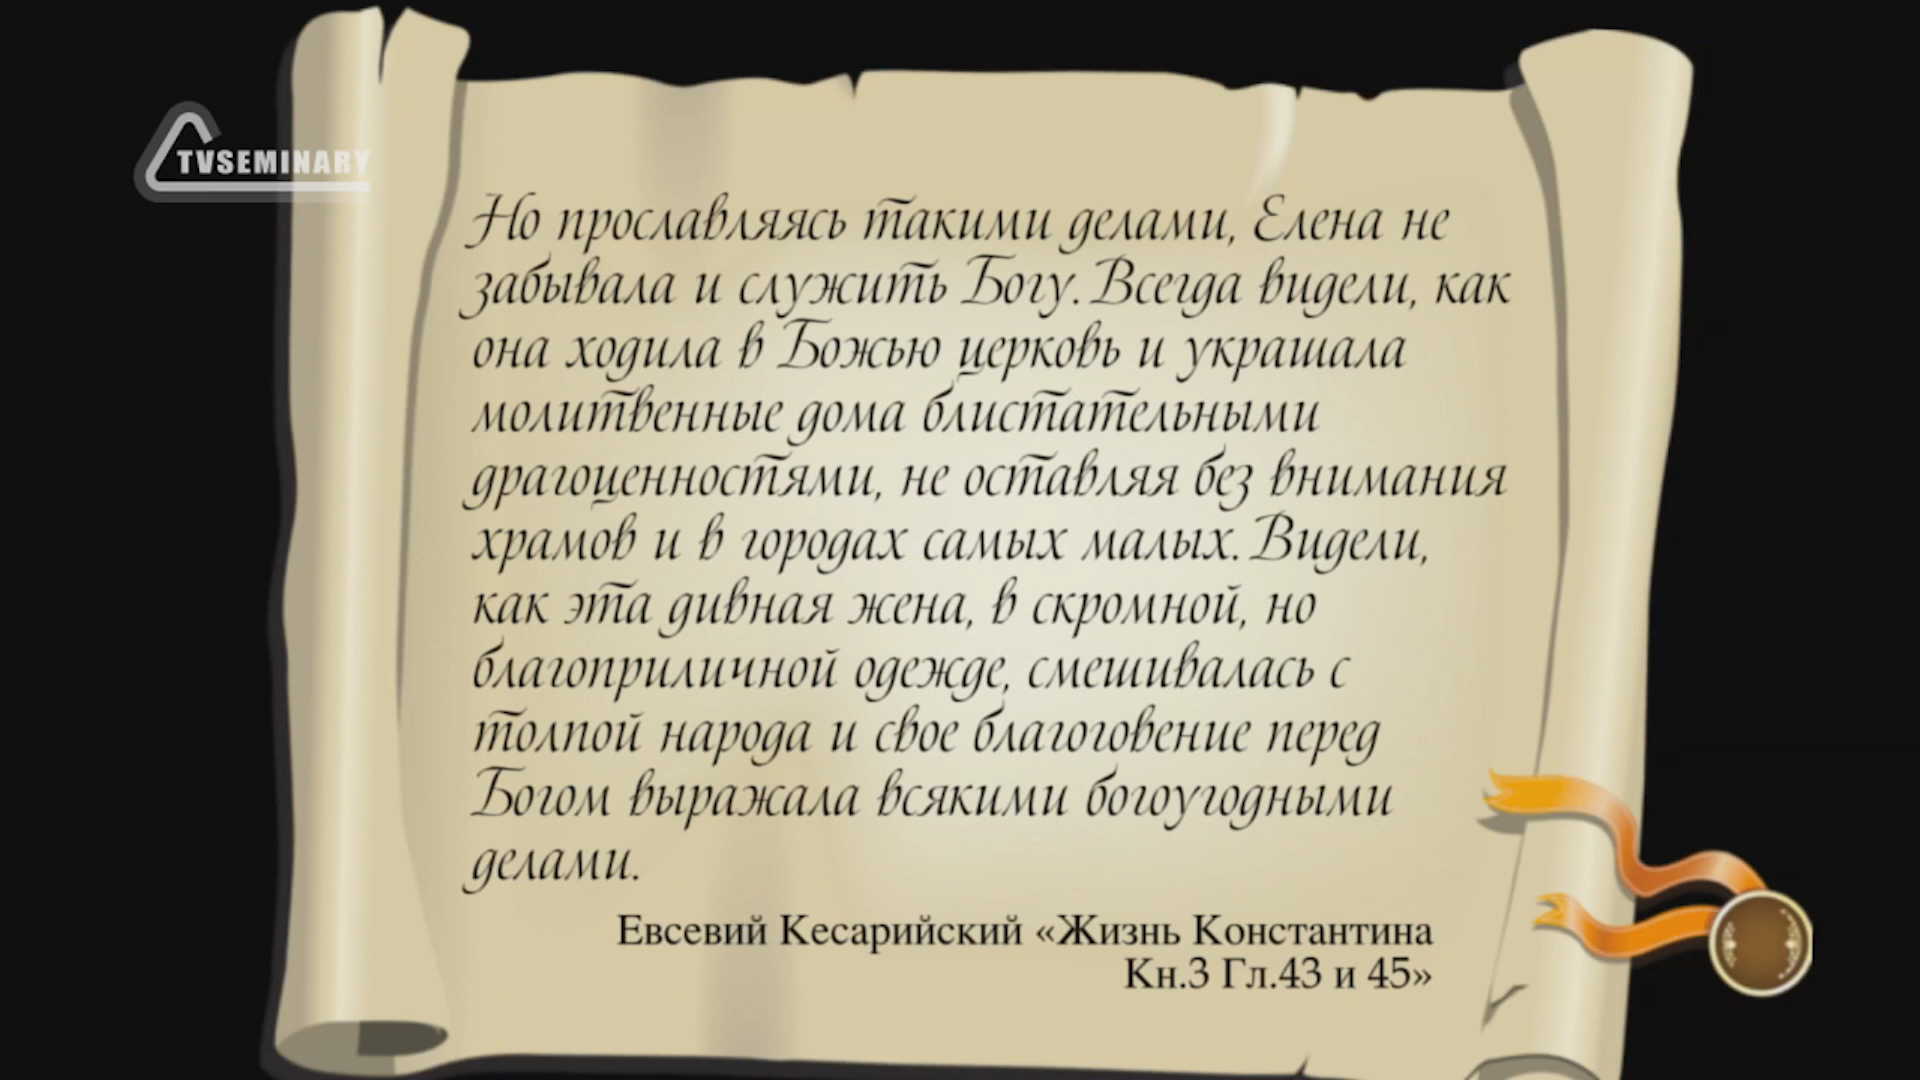 TVSEMINARY
Но прославляясь такими делами, Елена не
забывала и служить Богу. Всегда видели, как
она ходила в Божью церковь и украшала
молитвенные дома блистательными
драгоценностями, не оставляя без внимания
храмов и в городах самых малых. Видели,
как эта дивная жена, в скромной, но
благоприличной одежде, смешивалась с
толпой народа и свое благоговение перед
Богом выражала всякими богоугодными
делами.
Евсевий Кесарийский «Жизнь Константина
Кн.3 Гл.43 и 45»